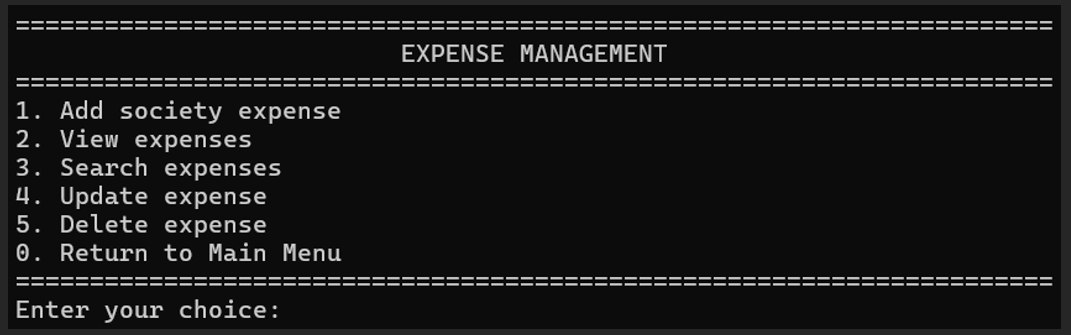 ======================================================================
EXPENSE MANAGEMENT
======================================================================
1. Add society expense
2. View expenses
3. Search expenses
4. Update expense
5. Delete expense
0. Return to Main Menu
======================================================================
Enter your choice: